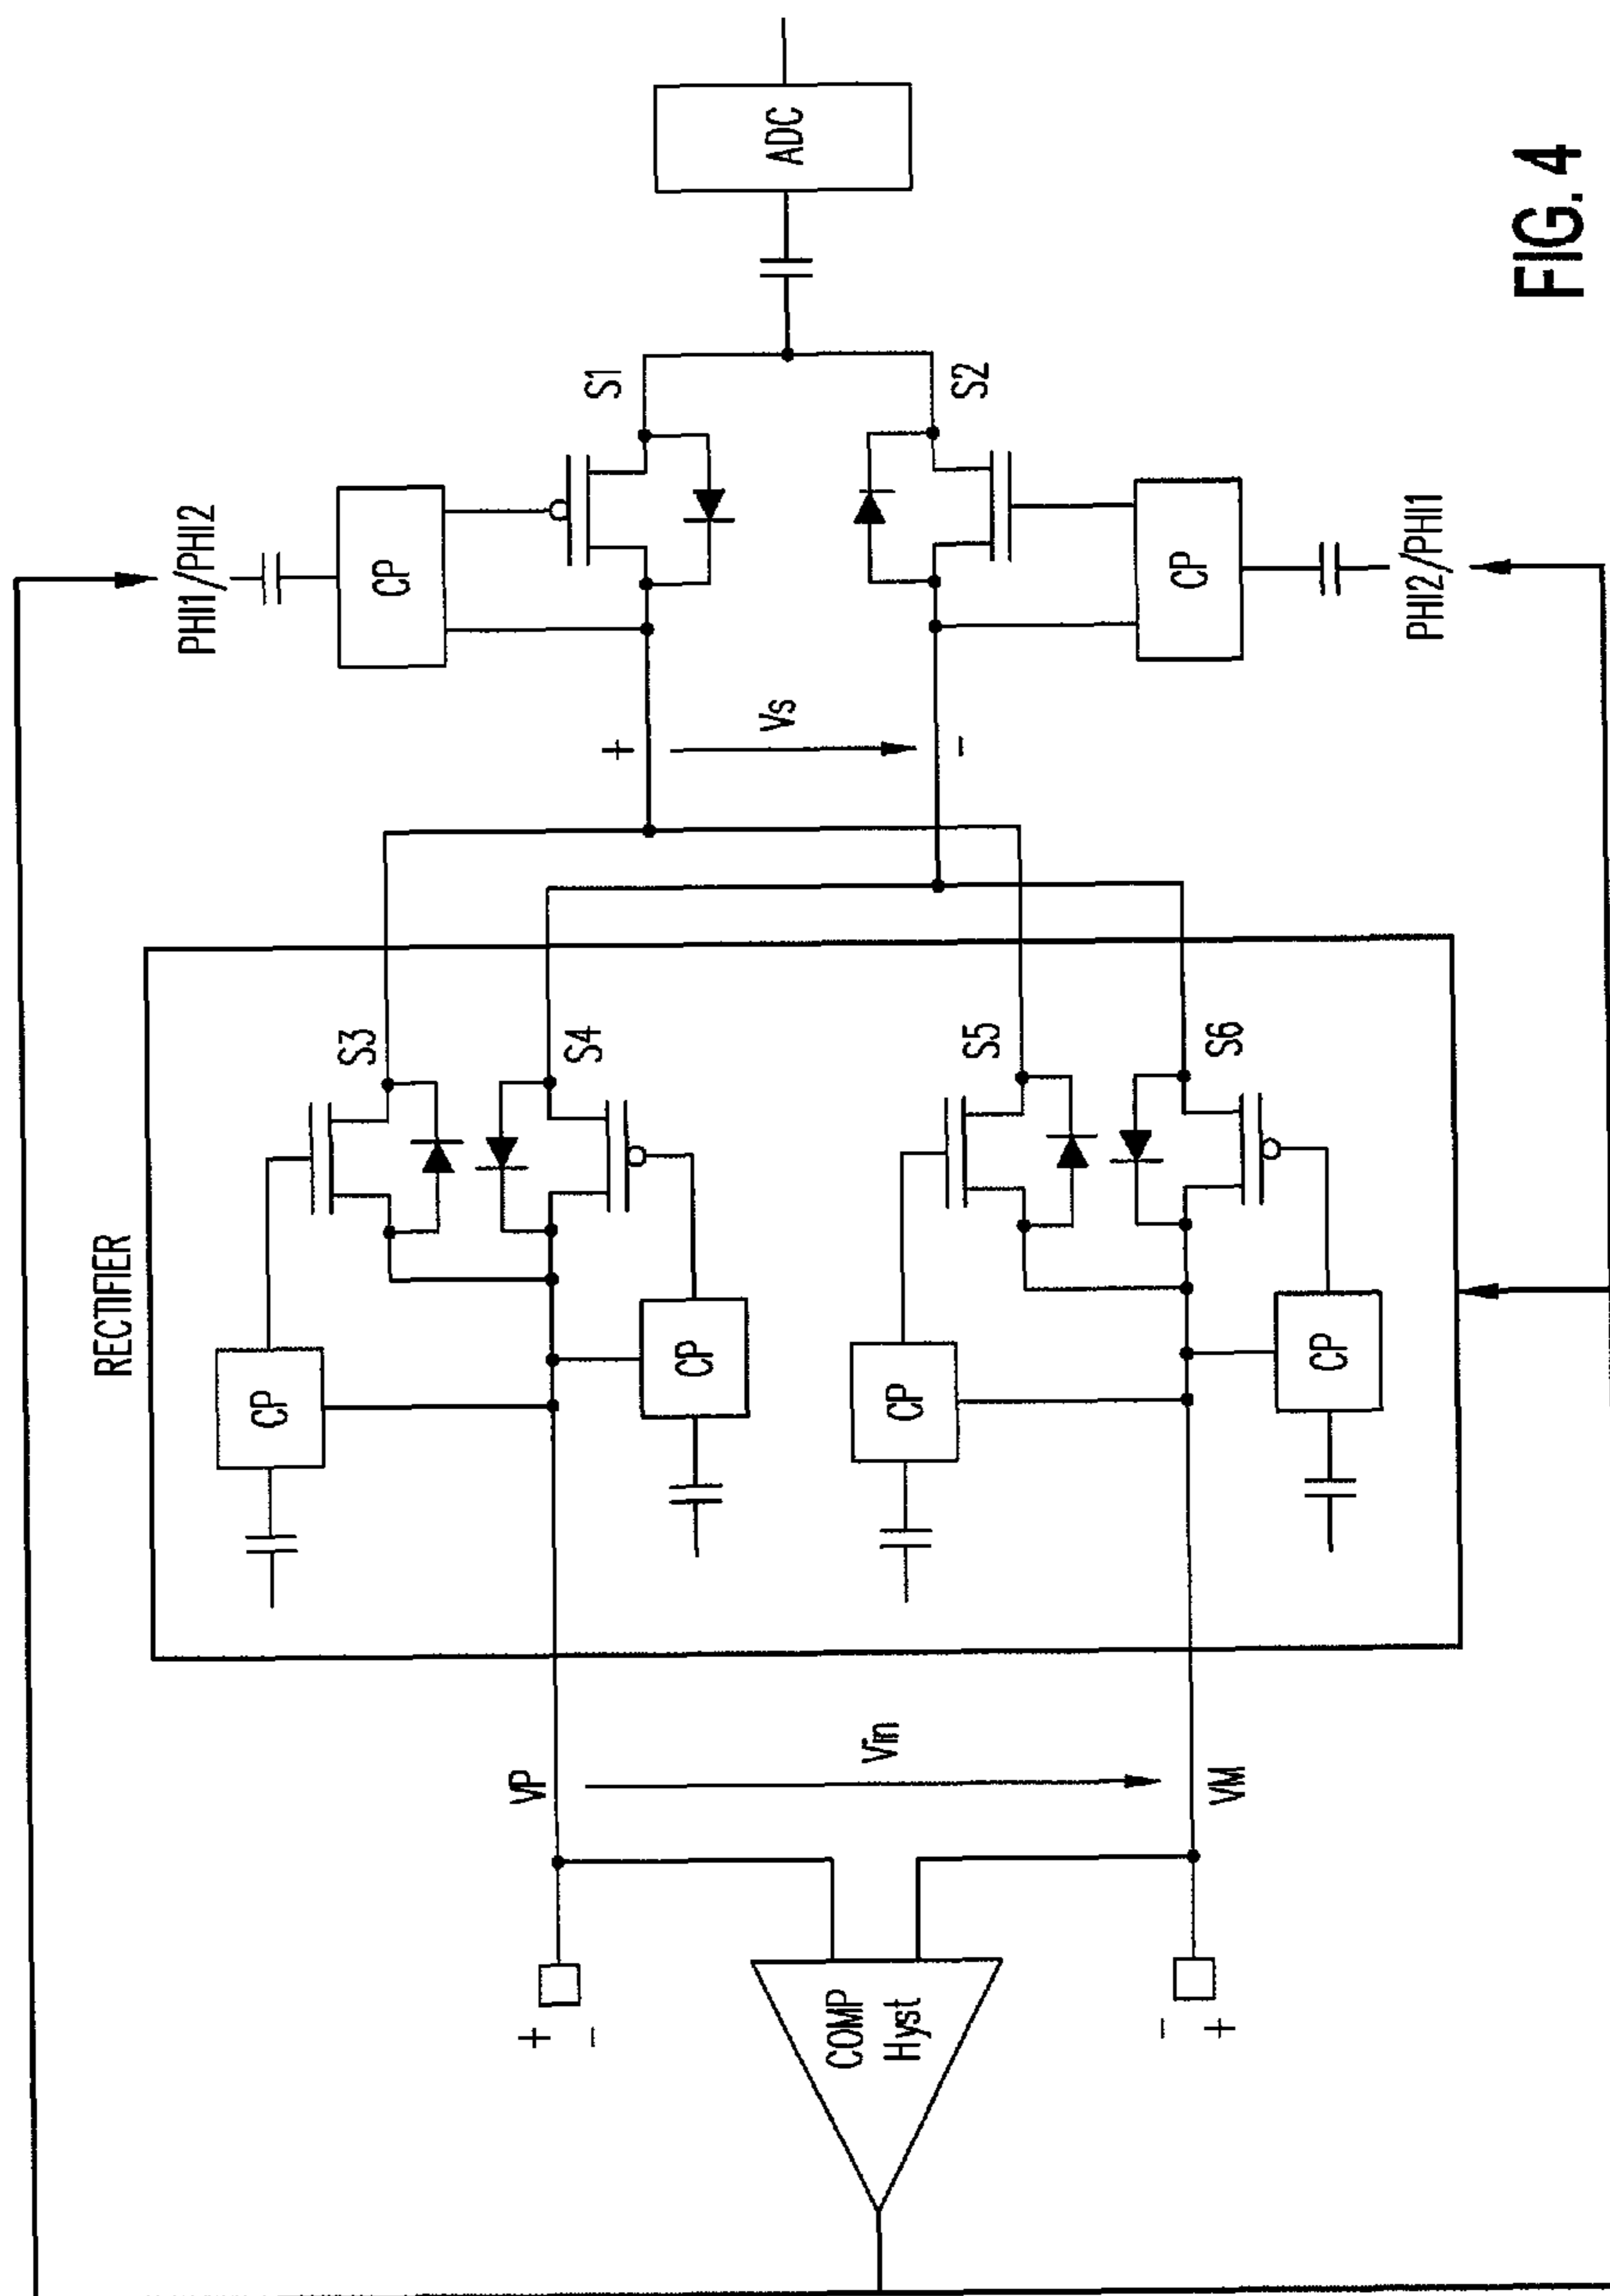 ADC
FIG. 4
S1
S2
PHI1/PHI2
CP
CP
PHI2/PHI1
+
Vs
-
S3
S4
S5
S6
RECTIFIER
CP
CP
CP
CP
VP
Vin
VM
+
-
COMP
Hyst
-
+